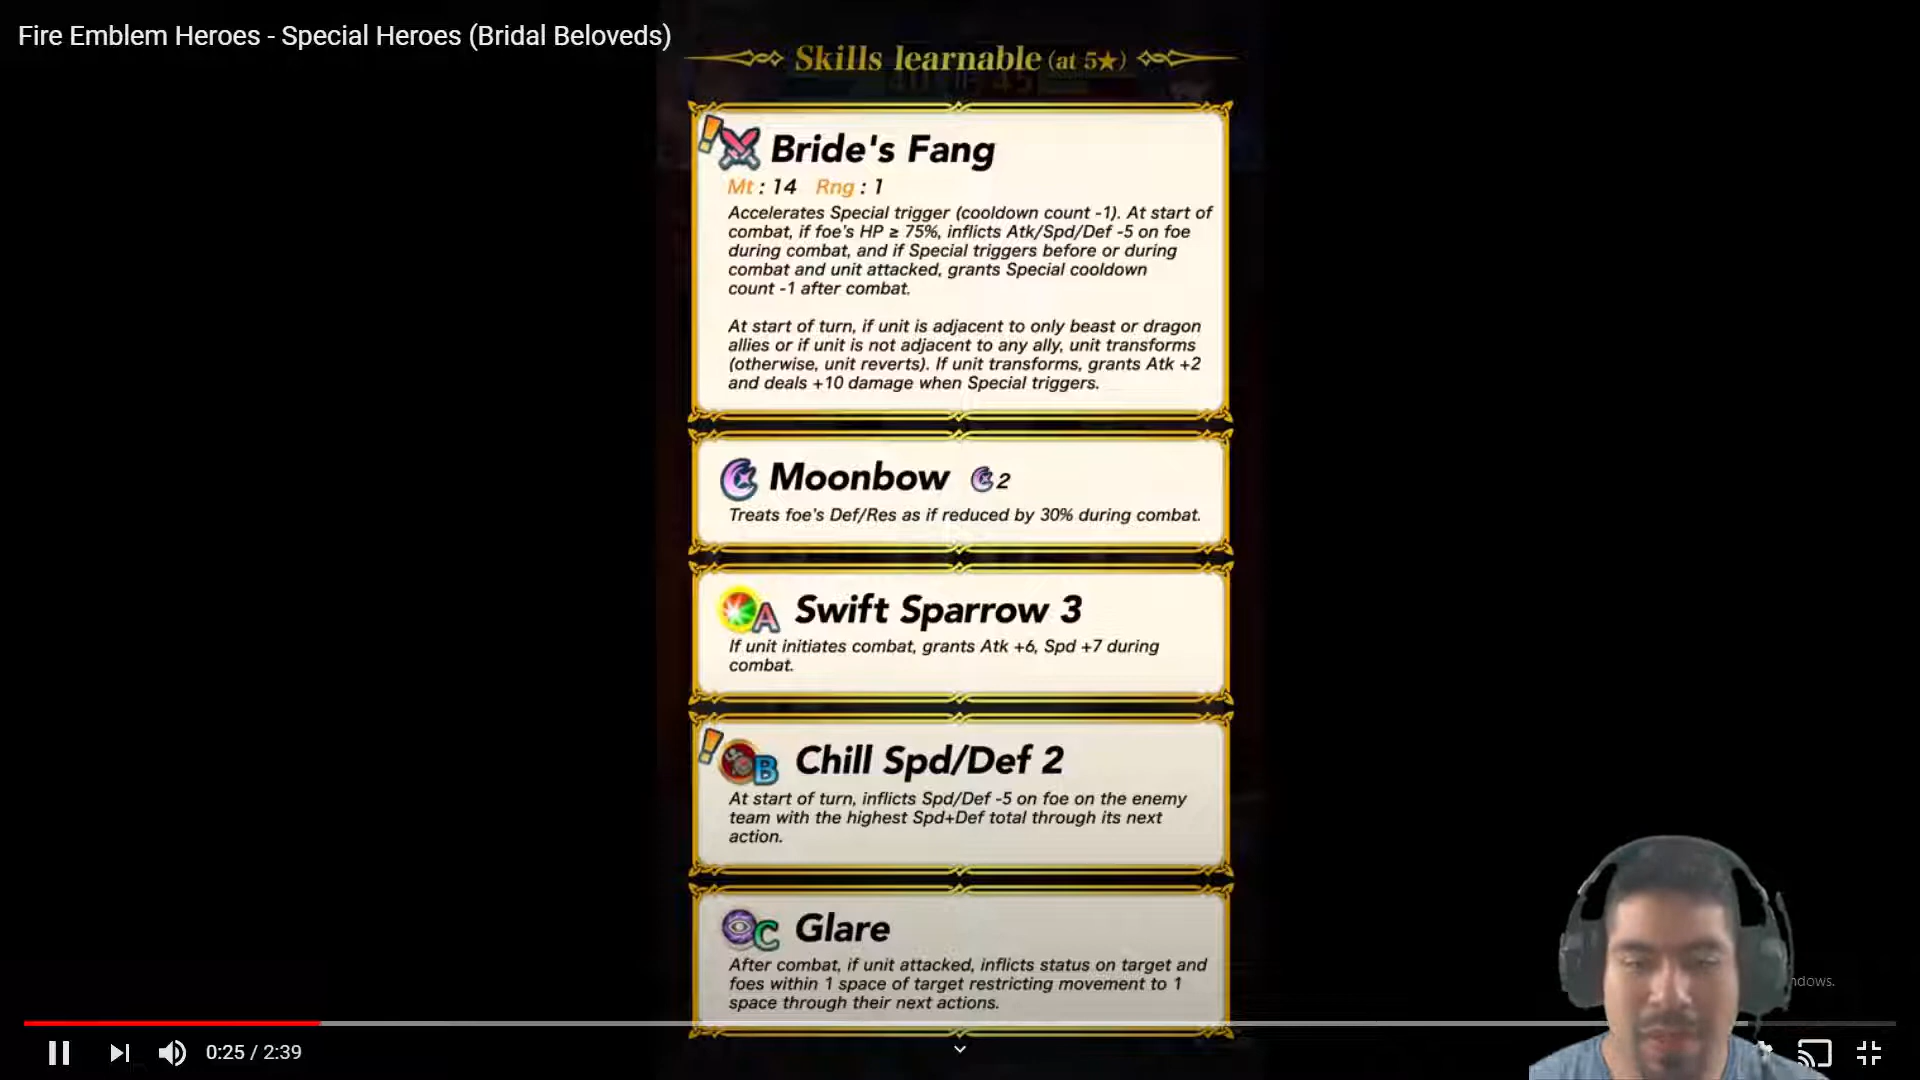 Fire Emblem Heroes - Special Heroes (Bridal Beloveds)
Skills learnable (at 5★)
Bride's Fang
Mt : 14 Rng : 1
Accelerates Special trigger (cooldown count -1). At start of
combat, if foe's HP ≥ 75%, inflicts Atk/Spd/Def -5 on foe
during combat, and if Special triggers before or during
combat and unit attacked, grants Special cooldown
count -1 after combat.
At start of turn, if unit is adjacent to only beast or dragon
allies or if unit is not adjacent to any ally, unit transforms
(otherwise, unit reverts). If unit transforms, grants Atk +2
and deals +10 damage when Special triggers.
Moonbow 2
Treats foe's Def/Res as if reduced by 30% during combat.
A Swift Sparrow 3
If unit initiates combat, grants Atk +6, Spd +7 during
combat.
B Chill Spd/Def 2
At start of turn, inflicts Spd/Def -5 on foe on the enemy
team with the highest Spd+Def total through its next
action.
C Glare
After combat, if unit attacked, inflicts status on target and
foes within 1 space of target restricting movement to 1
space through their next actions.
ndows.
0:25 / 2:39